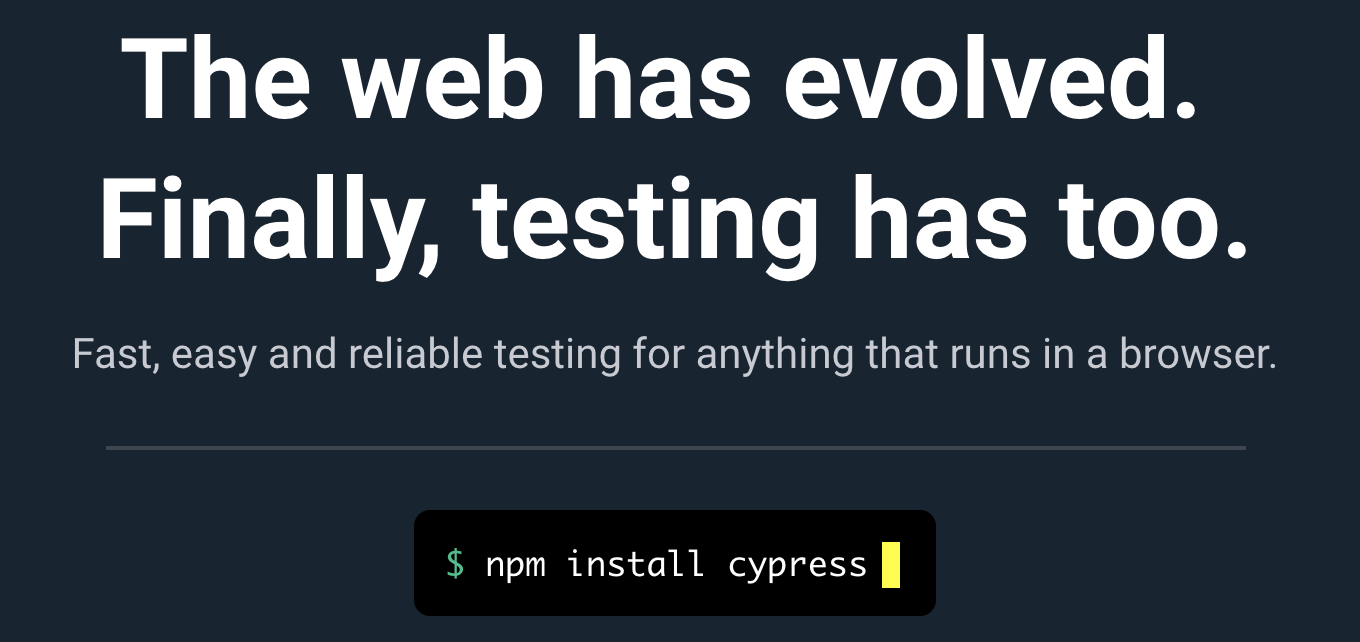 The web has evolved.
Finally, testing has too.
Fast, easy and reliable testing for anything that runs in a browser.
$ npm install cypress